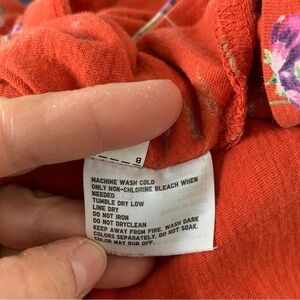 8
MACHINE WASH COLD
ONLY NON-CHLORINE BLEACH WHEN
NEEDED
TUMBLE DRY LOW
LINE DRY
DO NOT IRON
DO NOT DRYCLEAN
KEEP AWAY FROM FIRE. WASH DARK
COLORS SEPARATELY. DO NOT SOAK.
COLOR MAY RUB OFF.